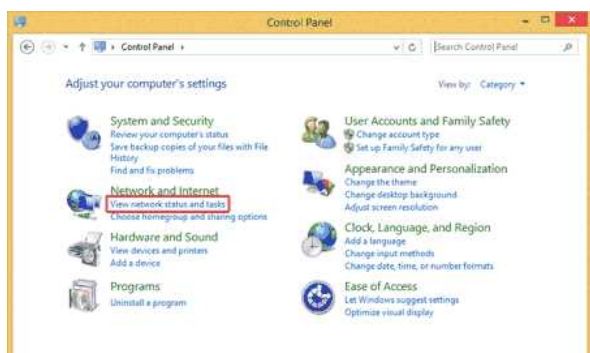 Control Panel
Control Panel
Search Control Panel
Adjust your computer's settings
View by: Category
System and Security
Review your computer's status
Save backup copies of your files with File
History
Find and fix problems
Network and Internet
View network status and tasks
Choose homegroup and sharing options
Hardware and Sound
View devices and printers
Add a device
Programs
Uninstall a program
User Accounts and Family Safety
Change account type
Set up Family Safety for any user
Appearance and Personalization
Change the theme
Change desktop background
Adjust screen resolution
Clock, Language, and Region
Add a language
Change input methods
Change date, time, or number formats
Ease of Access
Let Windows suggest settings
Optimize visual display